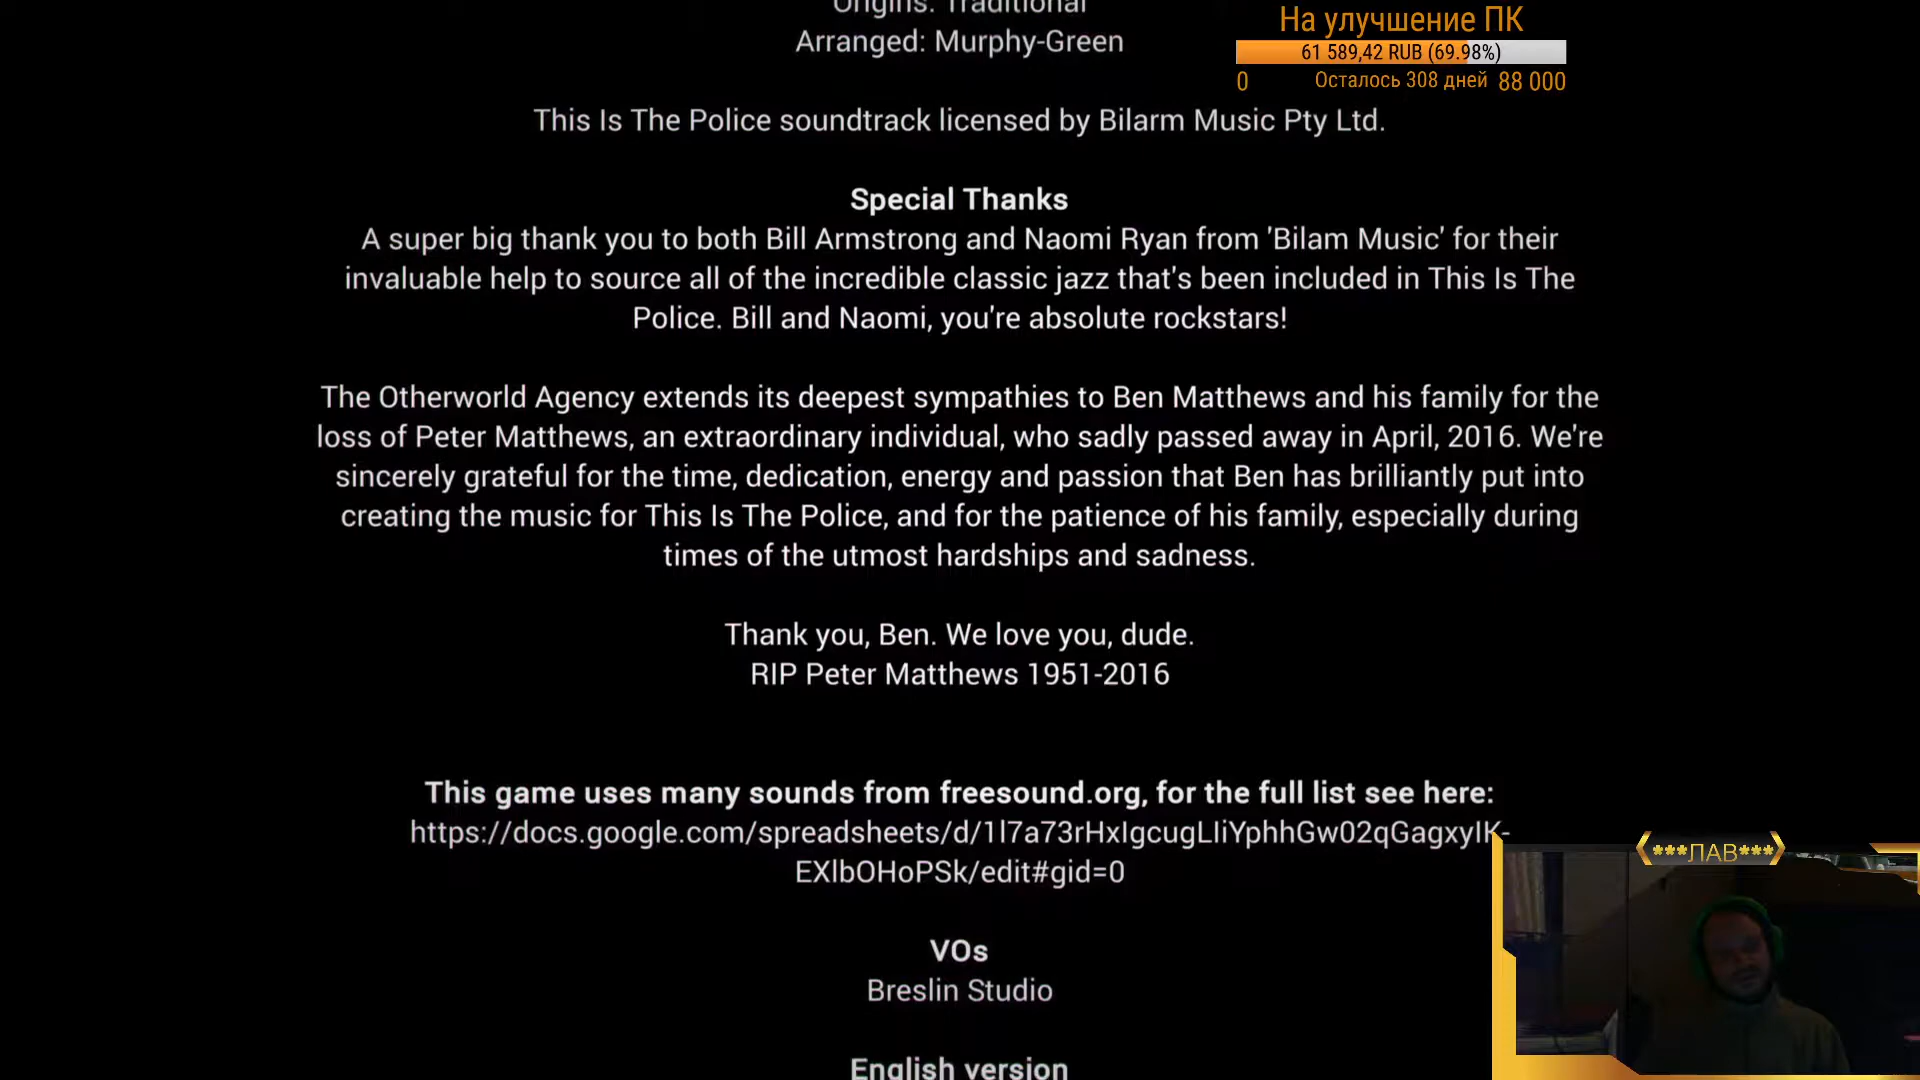 Origins: Traditional
Arranged: Murphy-Green
На улучшение ПК
61 589,42 RUB (69.98%)
0 Осталось 308 дней 88 000
This Is The Police soundtrack licensed by Bilarm Music Pty Ltd.
Special Thanks
A super big thank you to both Bill Armstrong and Naomi Ryan from 'Bilam Music' for their
invaluable help to source all of the incredible classic jazz that's been included in This Is The
Police. Bill and Naomi, you're absolute rockstars!
The Otherworld Agency extends its deepest sympathies to Ben Matthews and his family for the
loss of Peter Matthews, an extraordinary individual, who sadly passed away in April, 2016. We're
sincerely grateful for the time, dedication, energy and passion that Ben has brilliantly put into
creating the music for This Is The Police, and for the patience of his family, especially during
times of the utmost hardships and sadness.
Thank you, Ben. We love you, dude.
RIP Peter Matthews 1951-2016
This game uses many sounds from freesound.org, for the full list see here:
https://docs.google.com/spreadsheets/d/1l7a73rHxIgcugLIiYphhGw02qGagxyIK-
EXlbOHoPSk/edit#gid=0
***ЛАВ***
VOs
Breslin Studio
English version